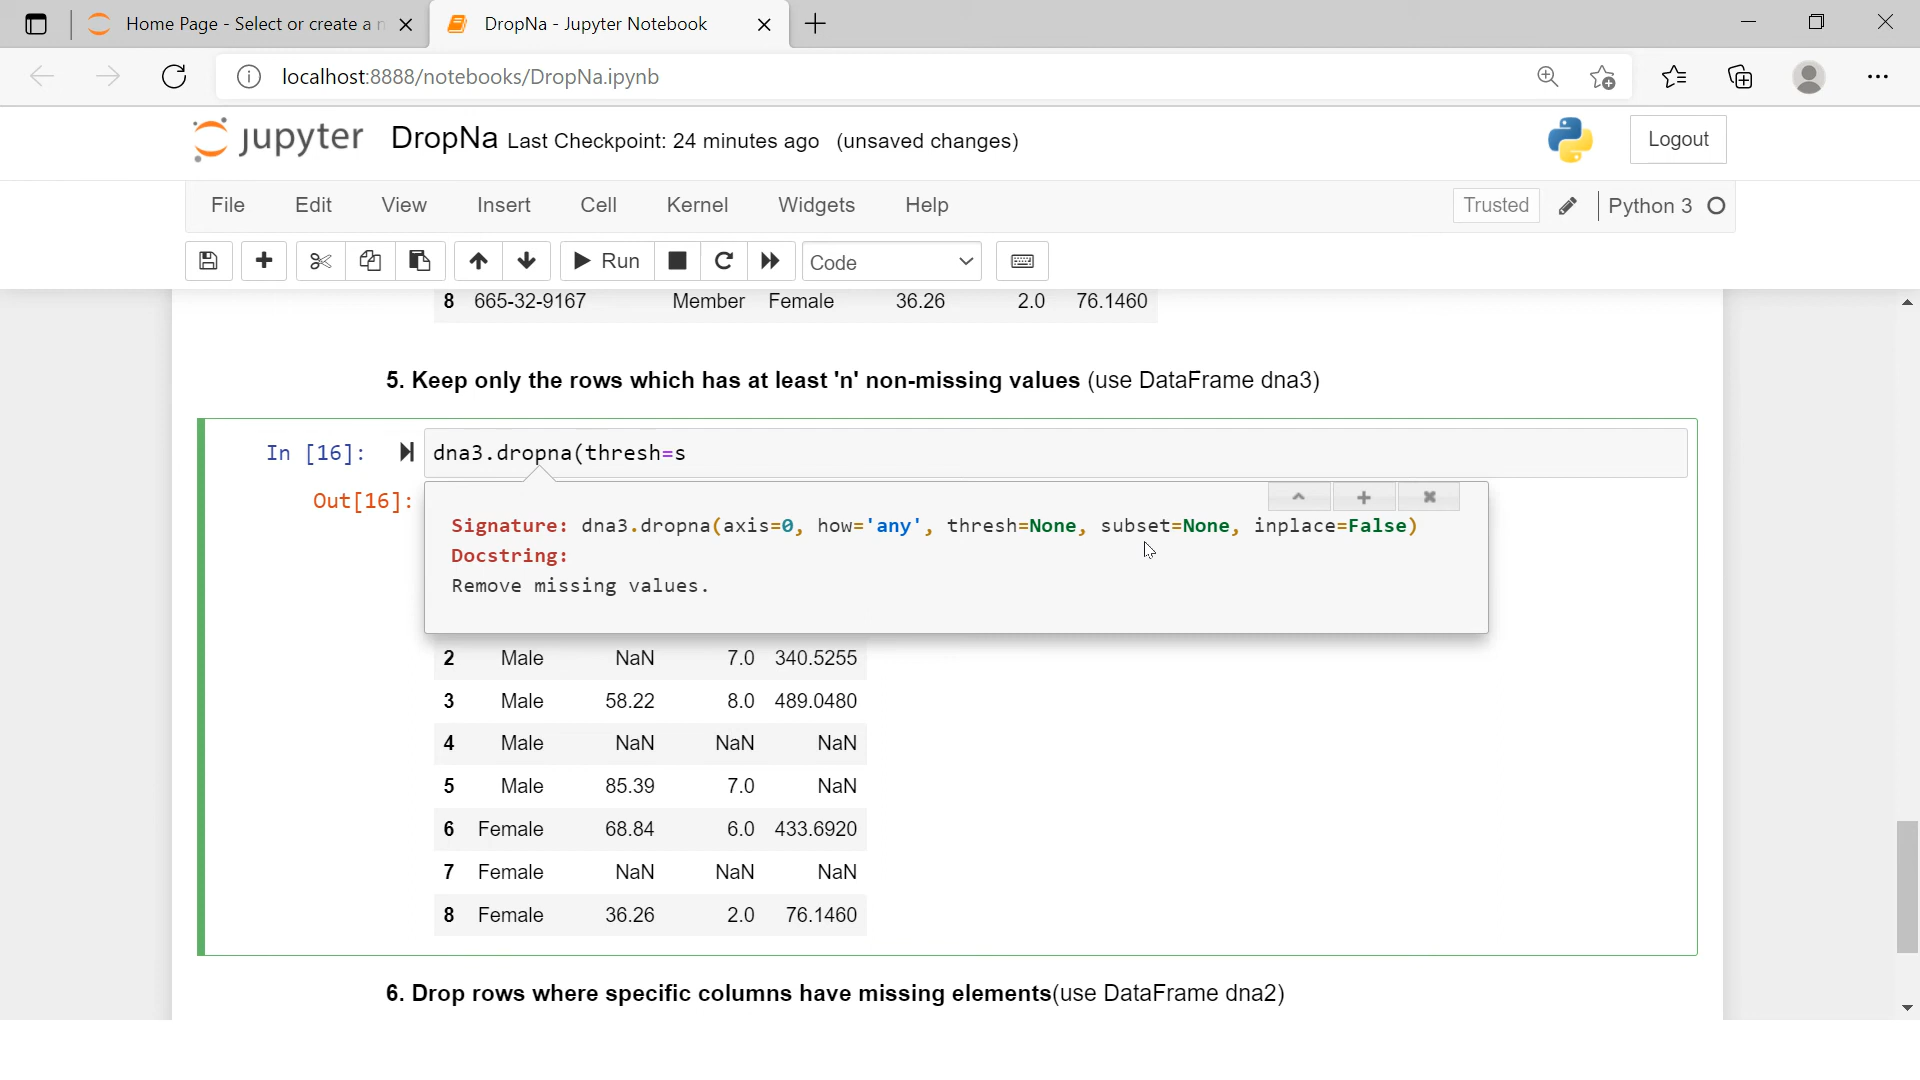 Home Page - Select or create a n
DropNa - Jupyter Notebook
localhost:8888/notebooks/DropNa.ipynb
jupyter DropNa Last Checkpoint: 24 minutes ago (unsaved changes)
Logout
File Edit View Insert Cell Kernel Widgets Help
Trusted
Python 3
Run
Code
8 665-32-9167 Member Female 36.26 2.0 76.1460
5. Keep only the rows which has at least 'n' non-missing values (use DataFrame dna3)
In [16]: dna3.dropna(thresh=s
Out[16]:
Signature: dna3.dropna(axis=0, how='any', thresh=None, subset=None, inplace=False)
Docstring:
Remove missing values.
2 Male NaN 7.0 340.5255
3 Male 58.22 8.0 489.0480
4 Male NaN NaN NaN
5 Male 85.39 7.0 NaN
6 Female 68.84 6.0 433.6920
7 Female NaN NaN NaN
8 Female 36.26 2.0 76.1460
6. Drop rows where specific columns have missing elements(use DataFrame dna2)